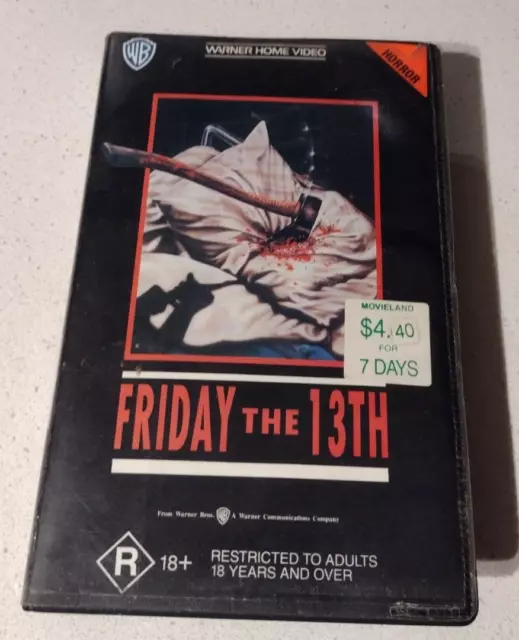 WB
WARNER HOME VIDEO
HORROR
MOVIELAND
$4.40
FOR
7 DAYS
FRIDAY THE 13TH
From Warner Bros. WB A Warner Communications Company
R 18+
RESTRICTED TO ADULTS
18 YEARS AND OVER